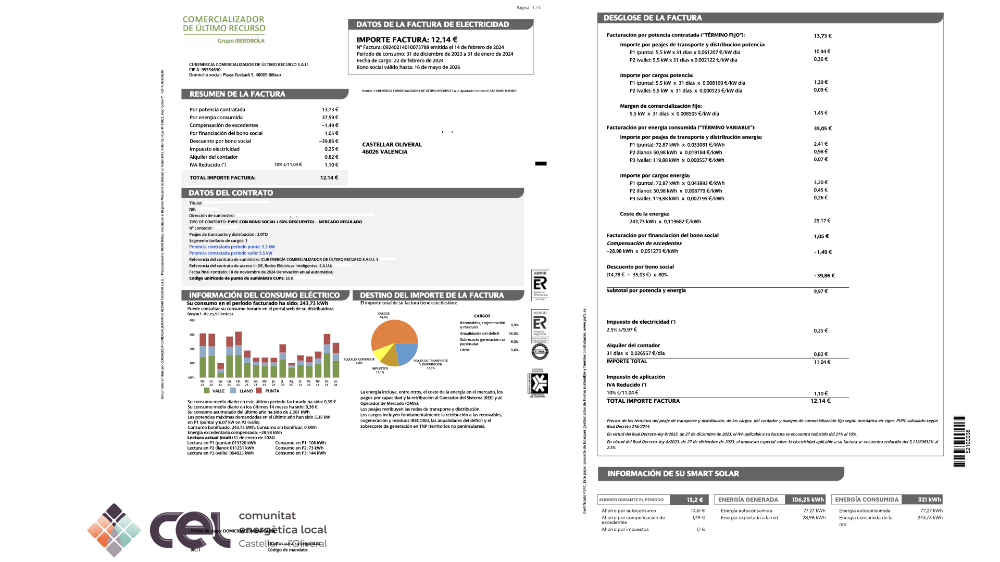 Página 1 / 4
COMERCIALIZADOR
DE ÚLTIMO RECURSO
Grupo IBERDROLA
DATOS DE LA FACTURA DE ELECTRICIDAD
IMPORTE FACTURA: 12,14 €
Nº Factura: 09240214010073788 emitida el 14 de febrero de 2024
Periodo de consumo: 31 de diciembre de 2023 a 31 de enero de 2024
Fecha de cargo: 22 de febrero de 2024
Bono social válido hasta: 16 de mayo de 2026
CURENERGÍA COMERCIALIZADOR DE ÚLTIMO RECURSO S.A.U.
CIF A–95554630
Domicilio social: Plaza Euskadi 5, 48009 Bilbao
Documento emitido por CURENERGÍA COMERCIALIZADOR DE ÚLTIMO RECURSO S.A.U. – Plaza Euskadi 5, 48009 Bilbao; inscrita en el Registro Mercantil de Bizkaia al Tomo 5015, Folio 19, Hoja BI–53822, inscripción 1ª – CIF A–95554630
RESUMEN DE LA FACTURA
Por potencia contratada 13,73 €
Por energía consumida 37,59 €
Compensación de excedentes –1,49 €
Por financiación del bono social 1,05 €
Descuento por bono social –39,86 €
Impuesto electricidad 0,25 €
Alquiler del contador 0,82 €
IVA Reducido (*) 10% s/11,04 € 1,10 €
TOTAL IMPORTE FACTURA: 12,14 €
Remite: CURENERGÍA COMERCIALIZADOR DE ÚLTIMO RECURSO S.A.U. Apartado Correos 61342 28080 MADRID
, ,
CASTELLAR OLIVERAL
46026 VALENCIA
DATOS DEL CONTRATO
Titular:
NIF:
Dirección de suministro: , ,
TIPO DE CONTRATO: PVPC CON BONO SOCIAL ( 80% DESCUENTO) – MERCADO REGULADO
Nº contador:
Peajes de transporte y distribución : 2.0TD
Segmento tarifario de cargos: 1
Potencia contratada periodo punta: 5,5 kW
Potencia contratada periodo valle: 5,5 kW
Referencia del contrato de suministro (CURENERGÍA COMERCIALIZADOR DE ÚLTIMO RECURSO S.A.U.): 3
Referencia del contrato de acceso (i–DE, Redes Eléctricas Inteligentes, S.A.U.):
Fecha final contrato: 18 de noviembre de 2024 (renovación anual automática)
Código unificado de punto de suministro CUPS: ES 0
INFORMACIÓN DEL CONSUMO ELÉCTRICO
Su consumo en el periodo facturado ha sido: 243,73 kWh
Puede consultar su consumo horario en el portal web de su distribuidora
(www.i–de.es/clientes).
400
300
200
100
kWh
Nv. Dc. En. En. Fb. Mr. Ab. My. Jn. Jl. Ag. St. Oc. Nv. Dc. En.
22 22 23 23 23 23 23 23 23 23 23 23 23 23 23 24
VALLE LLANO PUNTA
Su consumo medio diario en este último periodo facturado ha sido: 0,39 €
Su consumo medio diario en los últimos 14 meses ha sido: 0,36 €
Su consumo acumulado del último año ha sido de 2.301 kWh
Las potencias máximas demandadas en el último año han sido 5,35 kW
en P1 (punta) y 6,07 kW en P2 (valle).
Consumo bonificado: 243,73 kWh. Consumo sin bonificar: 0 kWh
Energía excedentaria compensada: –28,98 kWh
Lectura actual (real) (31 de enero de 2024)
Lectura en P1 (punta): 013320 kWh Consumo en P1: 106 kWh
Lectura en P2 (llano): 011251 kWh Consumo en P2: 73 kWh
Lectura en P3 (valle): 004825 kWh Consumo en P3: 144 kWh
DESTINO DEL IMPORTE DE LA FACTURA
El importe total de su factura tiene este destino:
CARGOS
44,4%
ALQUILER CONTADOR
6,8%
IMPUESTOS
11,1%
PEAJES DE TRANSPORTE
Y DISTRIBUCIÓN
17,5%
CARGOS
Renovables, cogeneración
y residuos 0,0%
Anualidades del déficit 36,0%
Sobrecoste generación no
peninsular 8,0%
Otros 0,4%
La energía incluye, entre otros, el coste de la energía en el mercado, los
pagos por capacidad y la retribución al Operador del Sistema (REE) y al
Operador de Mercado (OMIE).
Los peajes retribuyen las redes de transporte y distribución.
Los cargos incluyen fundamentalmente la retribución a las renovables,
cogeneración y residuos (RECORE), las anualidades del déficit y el
sobrecoste de generación en TNP (territorios no peninsulares).
AENOR
ER
Gestión de
Reclamaciones
AENOR
ER
Empresa
Registrada
IQNet
EMPRESA
ADHERIDA
ARBITRAJE
DE CONSUMO
cel
comunitat
energètica local
Castellar – l'Oliveral
Forma de pago: DOMICILIACIÓN BANCARIA
Ocultos para su seguridad
BIC: I Código de mandato:
DESGLOSE DE LA FACTURA
Facturación por potencia contratada ("TÉRMINO FIJO"): 13,73 €
Importe por peajes de transporte y distribución potencia:
P1 (punta): 5,5 kW x 31 días x 0,061207 €/kW día 10,44 €
P2 (valle): 5,5 kW x 31 días x 0,002122 €/kW día 0,36 €
Importe por cargos potencia:
P1 (punta): 5,5 kW x 31 días x 0,008169 €/kW día 1,39 €
P2 (valle): 5,5 kW x 31 días x 0,000525 €/kW día 0,09 €
Margen de comercialización fijo:
5,5 kW x 31 días x 0,008505 €/kW día 1,45 €
Facturación por energía consumida ("TÉRMINO VARIABLE"): 35,05 €
Importe por peajes de transporte y distribución energía:
P1 (punta): 72,87 kWh x 0,033081 €/kWh 2,41 €
P2 (llano): 50,98 kWh x 0,019184 €/kWh 0,98 €
P3 (valle): 119,88 kWh x 0,000557 €/kWh 0,07 €
Importe por cargos energía:
P1 (punta): 72,87 kWh x 0,043893 €/kWh 3,20 €
P2 (llano): 50,98 kWh x 0,008779 €/kWh 0,45 €
P3 (valle): 119,88 kWh x 0,002195 €/kWh 0,26 €
Coste de la energía:
243,73 kWh x 0,119682 €/kWh 29,17 €
Facturación por financiación del bono social 1,05 €
Compensación de excedentes
–28,98 kWh x 0,051273 €/kWh -1,49 €
Descuento por bono social
(14,78 € + 35,05 €) x 80% -39,86 €
Subtotal por potencia y energía 9,97 €
Impuesto de electricidad (*)
2,5% s/9,97 € 0,25 €
Alquiler del contador
31 días x 0,026557 €/día 0,82 €
IMPORTE TOTAL 11,04 €
Impuesto de aplicación
IVA Reducido (*)
10% s/11,04 € 1,10 €
TOTAL IMPORTE FACTURA 12,14 €
Precios de los términos del peaje de transporte y distribución, de los cargos, del contador y margen de comercialización fijo según normativa en vigor. PVPC calculado según
Real Decreto 216/2014.
En virtud del Real Decreto–ley 8/2023, de 27 de diciembre de 2023, el IVA aplicable a su factura se encuentra reducido del 21% al 10%.
En virtud del Real Decreto–ley 8/2023, de 27 de diciembre de 2023, el impuesto especial sobre la electricidad aplicable a su factura se encuentra reducido del 5,11269632% al
2,5%.
Certificado PEFC. Este papel procede de bosques gestionados de forma sostenible y fuentes controladas. www.pefc.es
52100038
INFORMACIÓN DE SU SMART SOLAR
AHORRO DURANTE EL PERIODO 13,2 €
Ahorro por autoconsumo 10,61 €
Ahorro por compensación de
excedentes 1,49 €
Ahorro por impuestos 1,1 €
ENERGÍA GENERADA 106,25 kWh
Energía autoconsumida 77,27 kWh
Energía exportada a la red 28,98 kWh
ENERGÍA CONSUMIDA 321 kWh
Energía autoconsumida 77,27 kWh
Energía consumida de la
red 243,73 kWh